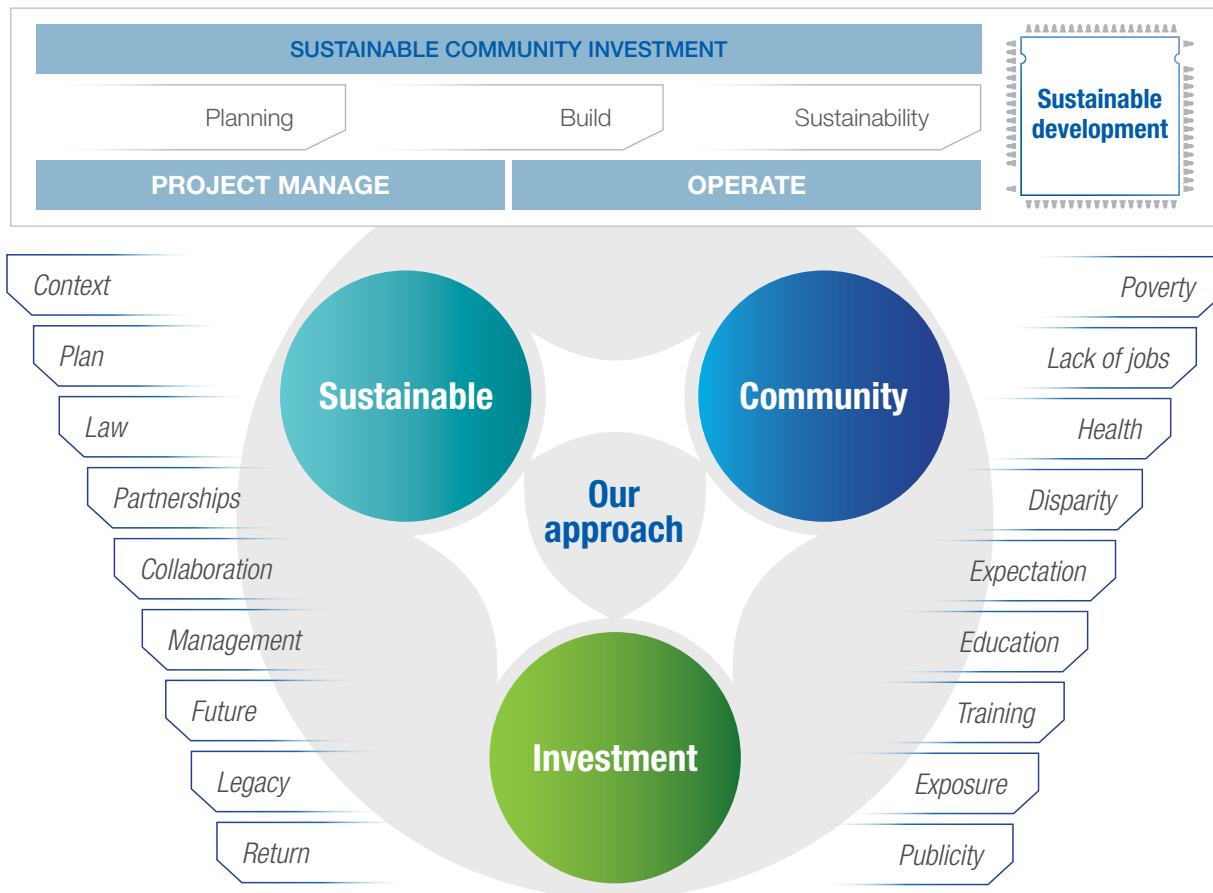 SUSTAINABLE COMMUNITY INVESTMENT
Planning
Build
Sustainability
PROJECT MANAGE
OPERATE
Sustainable
development
Context
Plan
Law
Partnerships
Collaboration
Management
Future
Legacy
Return
Sustainable
Community
Our
approach
Investment
Poverty
Lack of jobs
Health
Disparity
Expectation
Education
Training
Exposure
Publicity